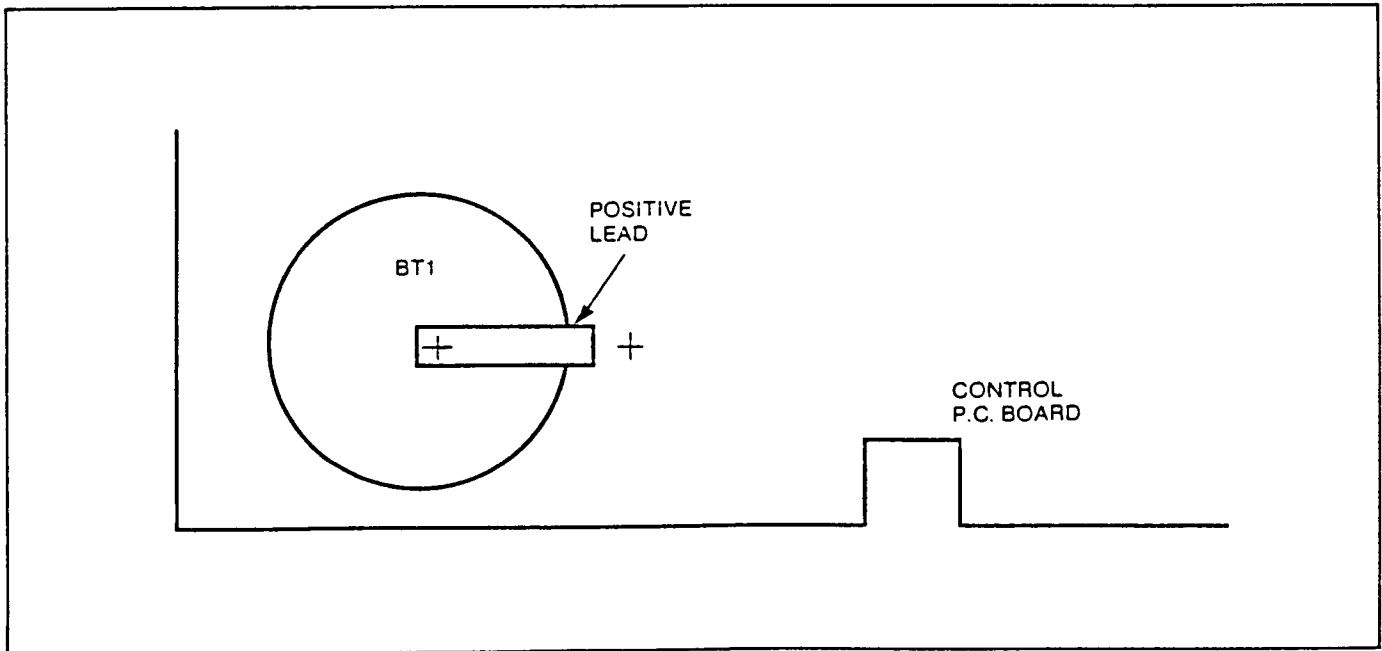 POSITIVE
LEAD
BT1
+ +
CONTROL
P.C. BOARD